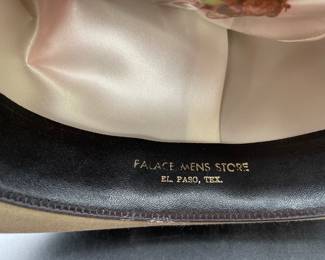 PALACE MENS STORE
EL PASO, TEX.